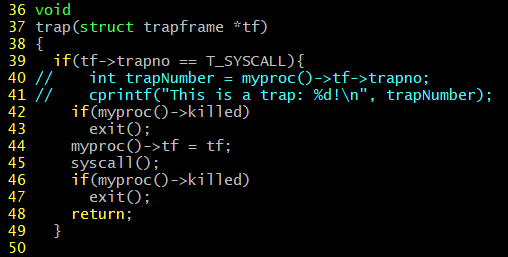 36 void
37 trap(struct trapframe *tf)
38 {
39   if(tf->trapno == T_SYSCALL){
40 //    int trapNumber = myproc()->tf->trapno;
41 //    cprintf("This is a trap: %d!\n", trapNumber);
42     if(myproc()->killed)
43       exit();
44     myproc()->tf = tf;
45     syscall();
46     if(myproc()->killed)
47       exit();
48     return;
49   }
50